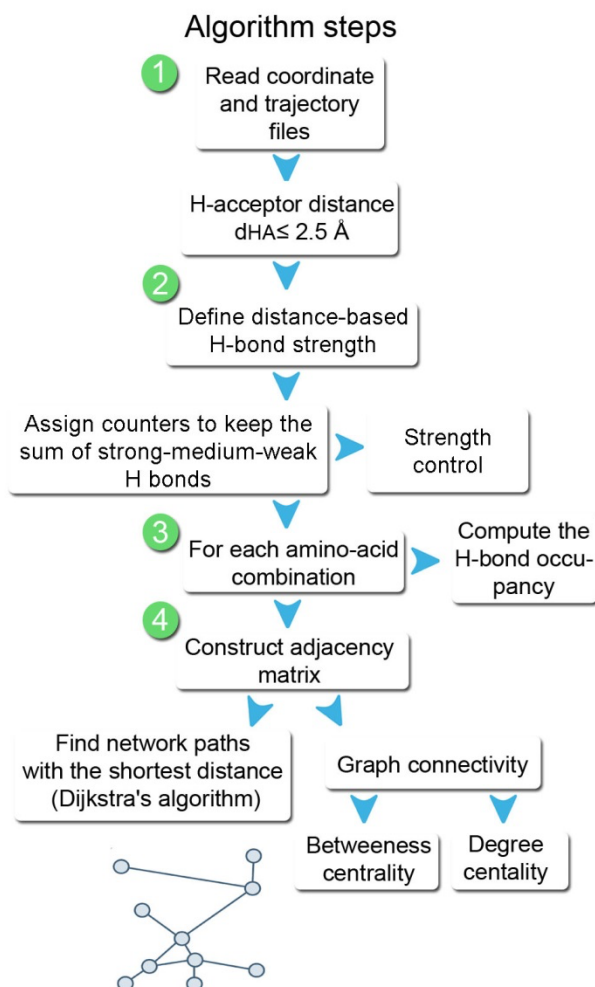 Algorithm steps
1
Read coordinate
and trajectory
files
H-acceptor distance
dHA≤ 2.5 Å
2
Define distance-based
H-bond strength
Assign counters to keep the
sum of strong-medium-weak
H bonds
Strength
control
3
For each amino-acid
combination
Compute the
H-bond occu-
pancy
4
Construct adjacency
matrix
Find network paths
with the shortest distance
(Dijkstra's algorithm)
Graph connectivity
Betweeness
centrality
Degree
centality